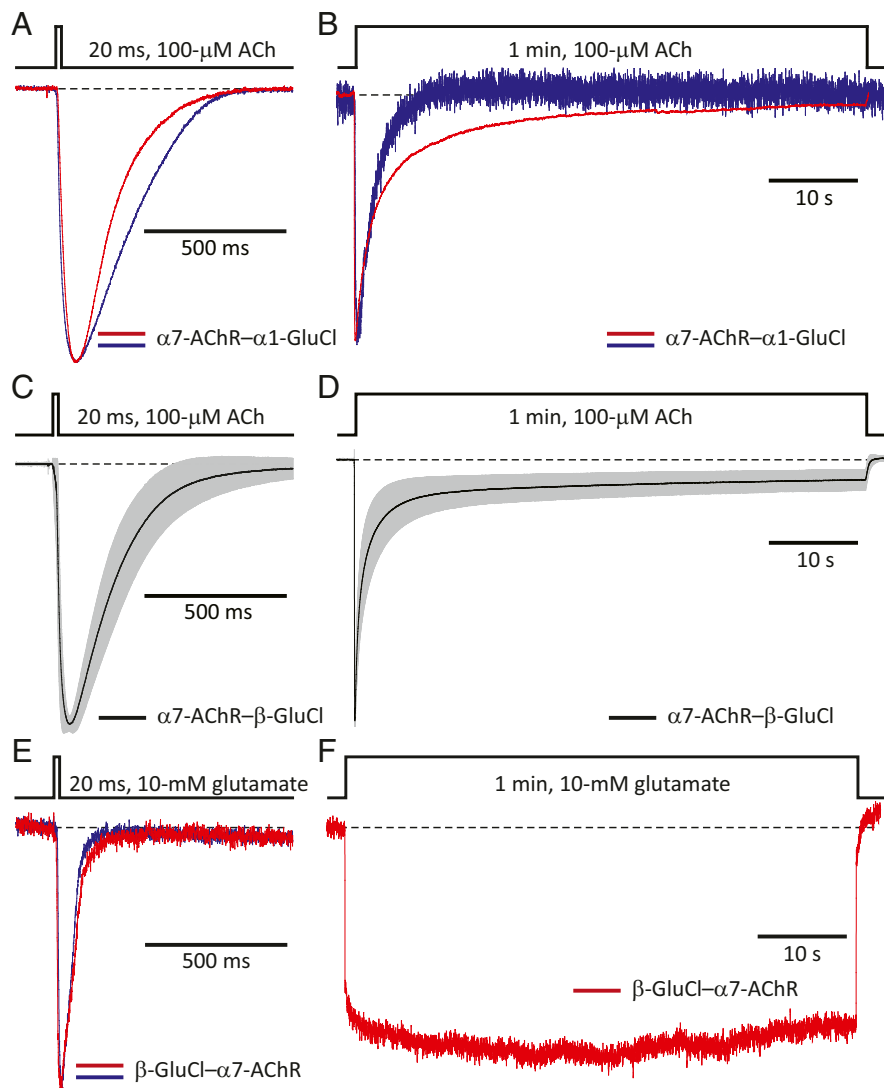 A
20 ms, 100-μM ACh
500 ms
α7-AChR–α1-GluCl
B
1 min, 100-μM ACh
10 s
α7-AChR–α1-GluCl
C
20 ms, 100-μM ACh
500 ms
α7-AChR–β-GluCl
D
1 min, 100-μM ACh
10 s
α7-AChR–β-GluCl
E
20 ms, 10-mM glutamate
500 ms
β-GluCl–α7-AChR
F
1 min, 10-mM glutamate
10 s
β-GluCl–α7-AChR